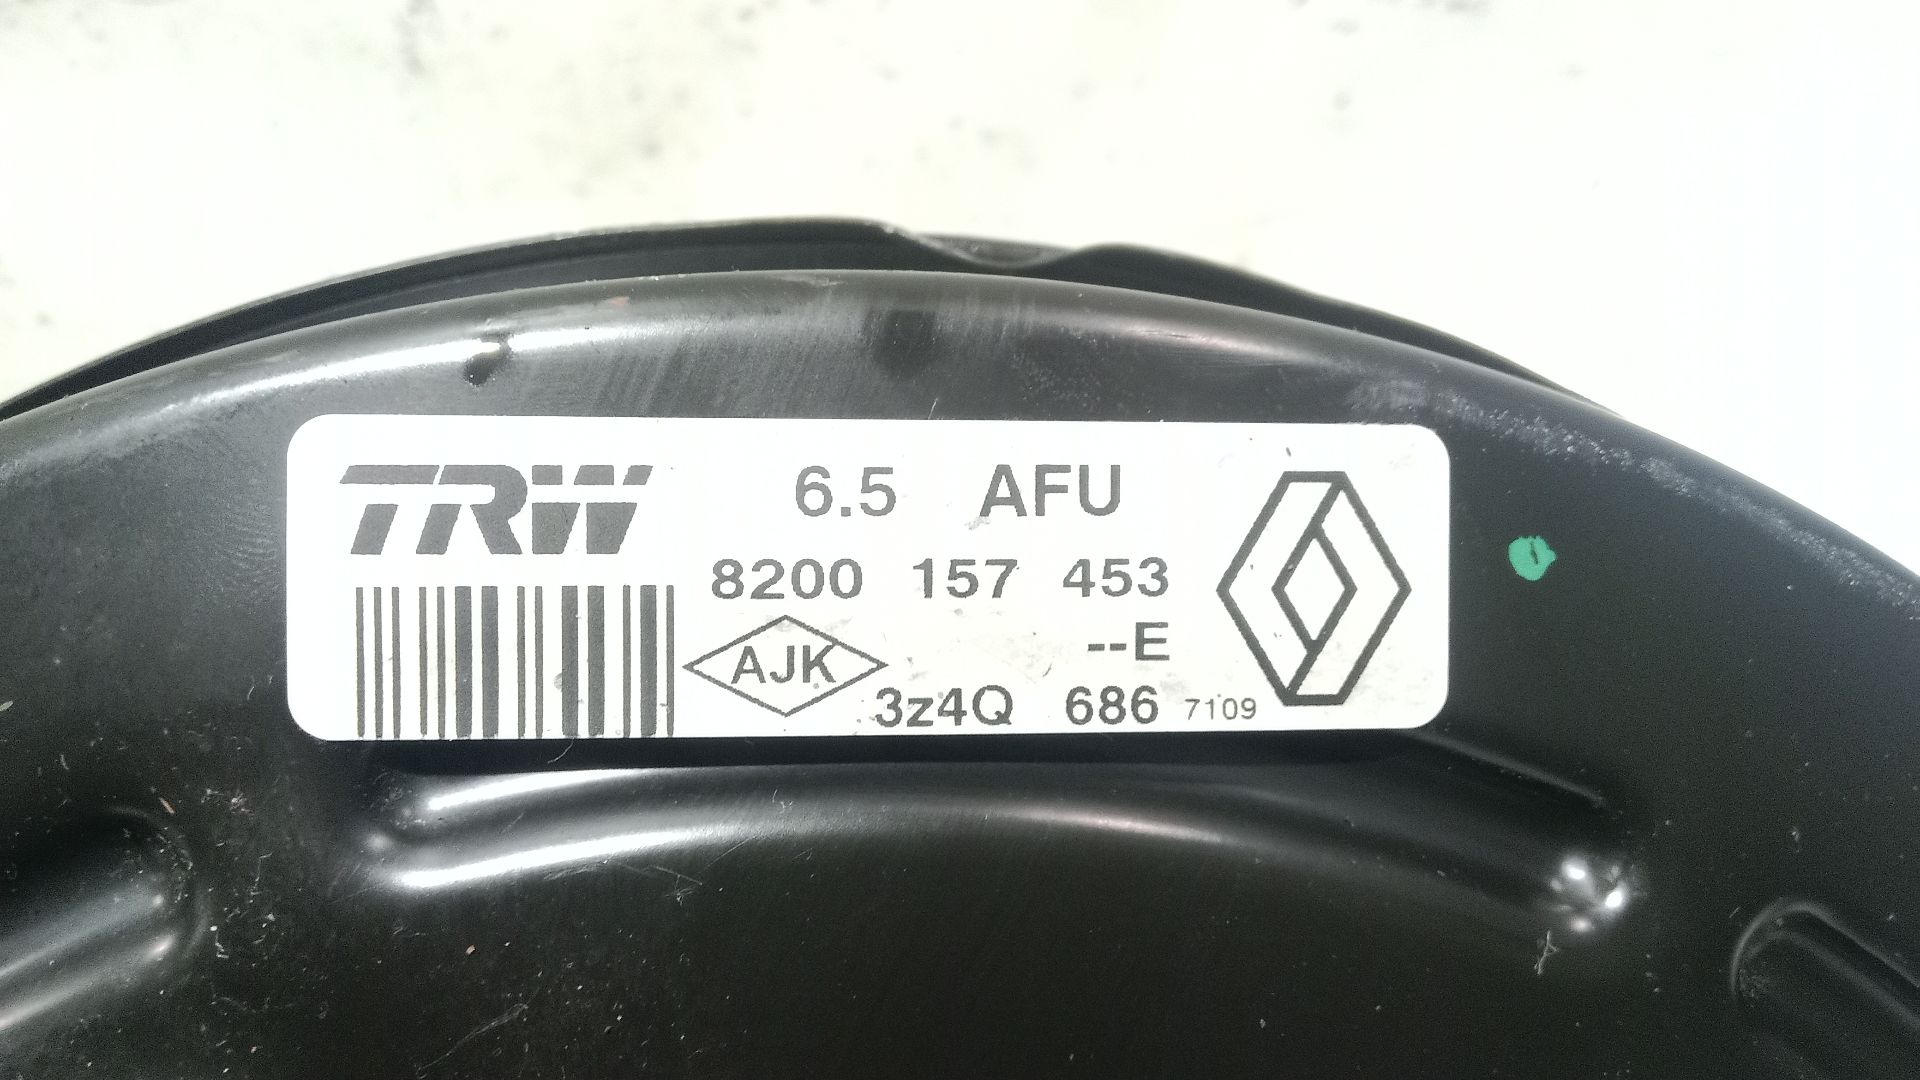 TRW
6.5 AFU
8200 157 453
--E
AJK
3z4Q 686 7109